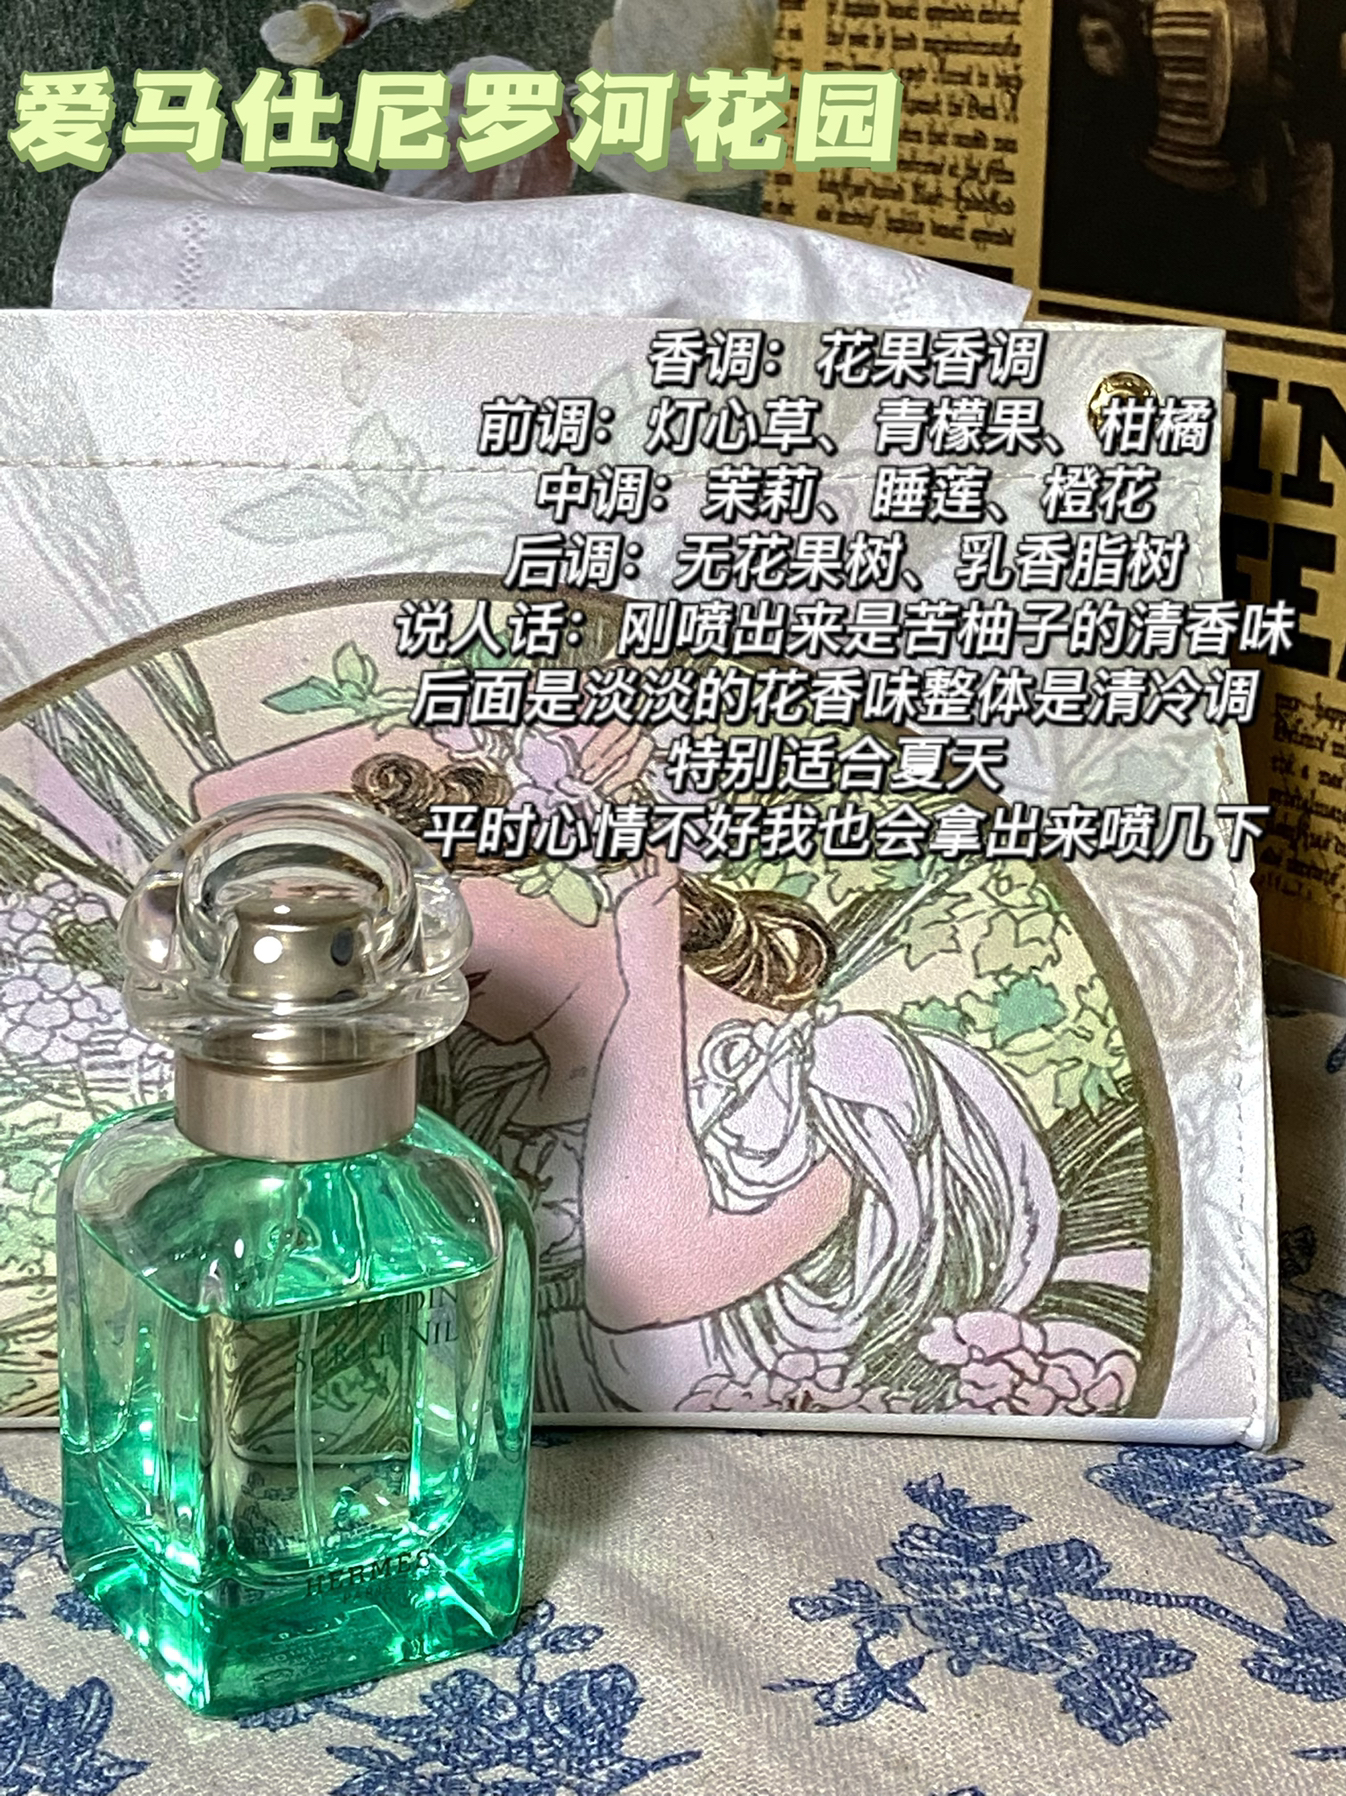 爱马仕尼罗河花园
香调：花果香调
前调：灯心草、青檬果、柑橘
中调：茉莉、睡莲、橙花
后调：无花果树、乳香脂树
说人话：刚喷出来是苦柚子的清香味
后面是淡淡的花香味整体是清冷调
特别适合夏天
平时心情不好我也会拿出来喷几下
NIL
HERMES